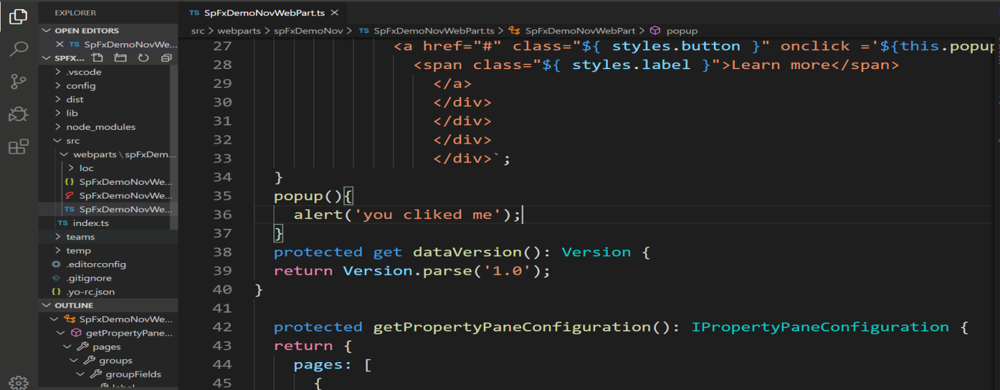 EXPLORER
OPEN EDITORS
TS SpFxDemoNovWe...
SPFX...
.vscode
config
dist
lib
node_modules
src
webparts \ spFxDem...
loc
{} SpFxDemoNovWe...
SpFxDemoNovWe...
TS SpFxDemoNovWe...
TS index.ts
teams
temp
.editorconfig
.gitignore
{} .yo-rc.json
OUTLINE
SpFxDemoNovWe...
getPropertyPane...
pages
groups
groupFields
label
TS SpFxDemoNovWebPart.ts
src > webparts > spFxDemoNov > TS SpFxDemoNovWebPart.ts > SpFxDemoNovWebPart > popup
27 <a href="#" class="${ styles.button }" onclick ='${this.popup
28 <span class="${ styles.label }">Learn more</span>
29 </a>
30 </div>
31 </div>
32 </div>
33 </div>`;
34 }
35 popup(){
36 alert('you cliked me');
37 }
38 protected get dataVersion(): Version {
39 return Version.parse('1.0');
40 }
41
42 protected getPropertyPaneConfiguration(): IPropertyPaneConfiguration {
43 return {
44 pages: [
45 {